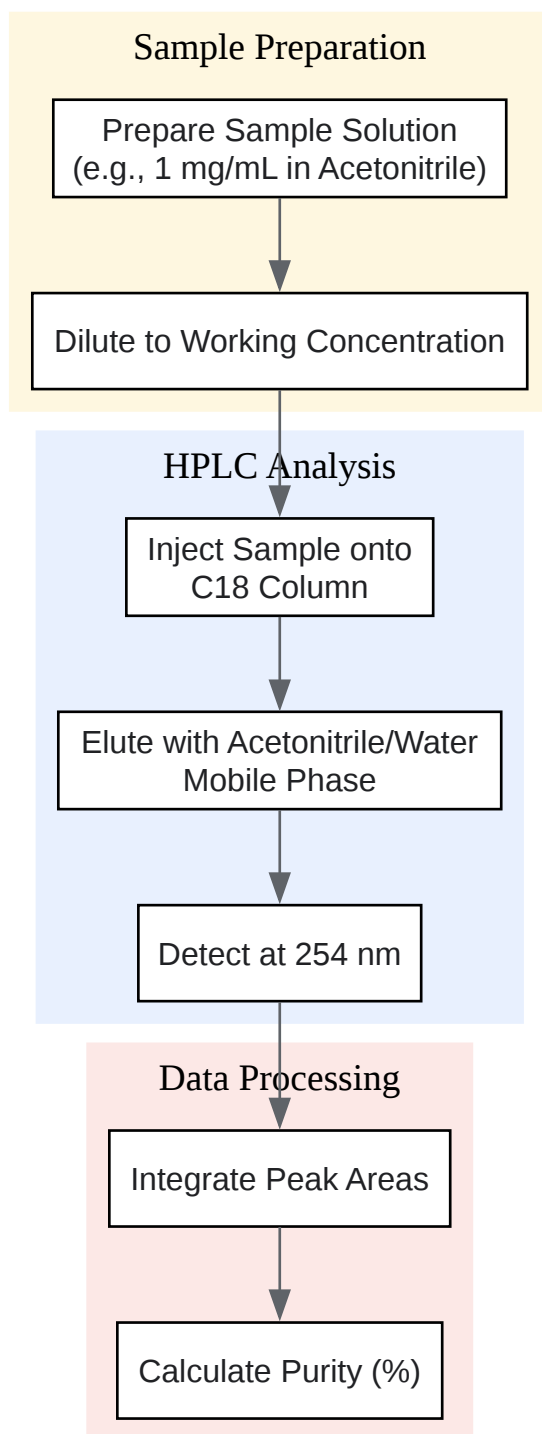 Sample Preparation
Prepare Sample Solution
(e.g., 1 mg/mL in Acetonitrile)
Dilute to Working Concentration
HPLC Analysis
Inject Sample onto
C18 Column
Elute with Acetonitrile/Water
Mobile Phase
Detect at 254 nm
Data Processing
Integrate Peak Areas
Calculate Purity (%)